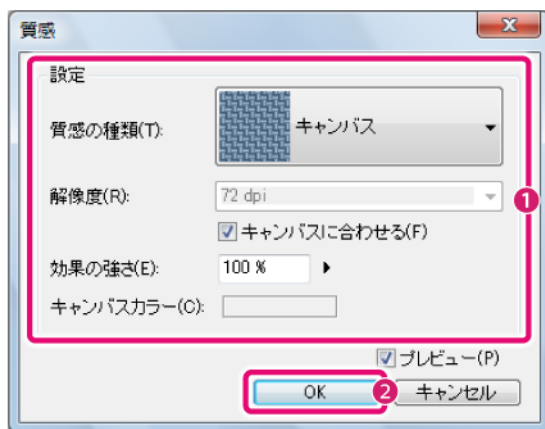 質感
設定
質感の種類(T):
キャンバス
解像度(R):
72 dpi
キャンバスに合わせる(F)
1
効果の強さ(E):
100 %
キャンバスカラー(C):
プレビュー(P)
OK
2
キャンセル